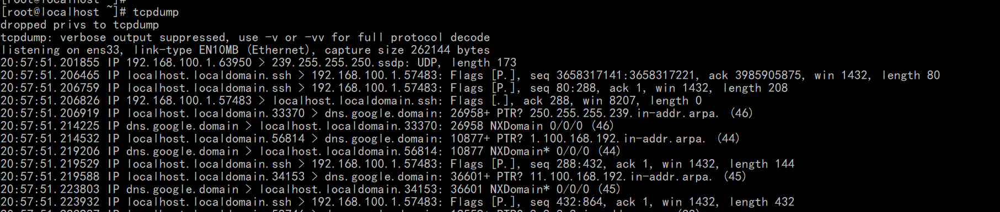 [root@localhost ~]#
[root@localhost ~]# tcpdump
dropped privs to tcpdump
tcpdump: verbose output suppressed, use -v or -vv for full protocol decode
listening on ens33, link-type EN10MB (Ethernet), capture size 262144 bytes
20:57:51.201855 IP 192.168.100.1.63950 > 239.255.255.250.ssdp: UDP, length 173
20:57:51.206465 IP localhost.localdomain.ssh > 192.168.100.1.57483: Flags [P.], seq 3658317141:3658317221, ack 3985905875, win 1432, length 80
20:57:51.206759 IP localhost.localdomain.ssh > 192.168.100.1.57483: Flags [P.], seq 80:288, ack 1, win 1432, length 208
20:57:51.206826 IP 192.168.100.1.57483 > localhost.localdomain.ssh: Flags [.], ack 288, win 8207, length 0
20:57:51.206919 IP localhost.localdomain.33370 > dns.google.domain: 26958+ PTR? 250.255.255.239.in-addr.arpa. (46)
20:57:51.214225 IP dns.google.domain > localhost.localdomain.33370: 26958 NXDomain 0/0/0 (46)
20:57:51.214532 IP localhost.localdomain.56814 > dns.google.domain: 10877+ PTR? 1.100.168.192.in-addr.arpa. (44)
20:57:51.219206 IP dns.google.domain > localhost.localdomain.56814: 10877 NXDomain* 0/0/0 (44)
20:57:51.219529 IP localhost.localdomain.ssh > 192.168.100.1.57483: Flags [P.], seq 288:432, ack 1, win 1432, length 144
20:57:51.219588 IP localhost.localdomain.34153 > dns.google.domain: 36601+ PTR? 11.100.168.192.in-addr.arpa. (45)
20:57:51.223803 IP dns.google.domain > localhost.localdomain.34153: 36601 NXDomain* 0/0/0 (45)
20:57:51.223932 IP localhost.localdomain.ssh > 192.168.100.1.57483: Flags [P.], seq 432:864, ack 1, win 1432, length 432